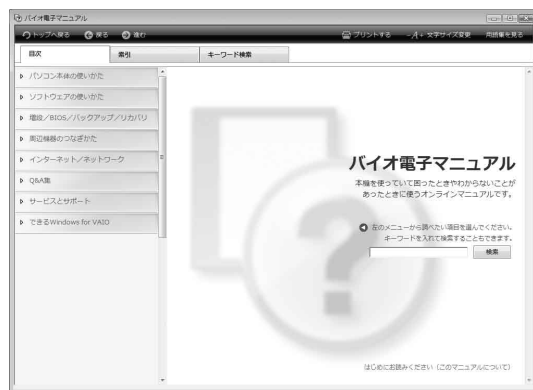 バイオ電子マニュアル
トップへ戻る 戻る 進む プリントする －A＋ 文字サイズ変更 用語集を見る
目次 索引 キーワード検索
パソコン本体の使いかた
ソフトウェアの使いかた
増設／BIOS／バックアップ／リカバリ
周辺機器のつなぎかた
インターネット／ネットワーク
Q&A集
サービスとサポート
できるWindows for VAIO
バイオ電子マニュアル
本機を使っていて困ったときやわからないことが
あったときに使うオンラインマニュアルです。
左のメニューから調べたい項目を選んでください。
キーワードを入れて検索することもできます。
検索
はじめにお読みください（このマニュアルについて）